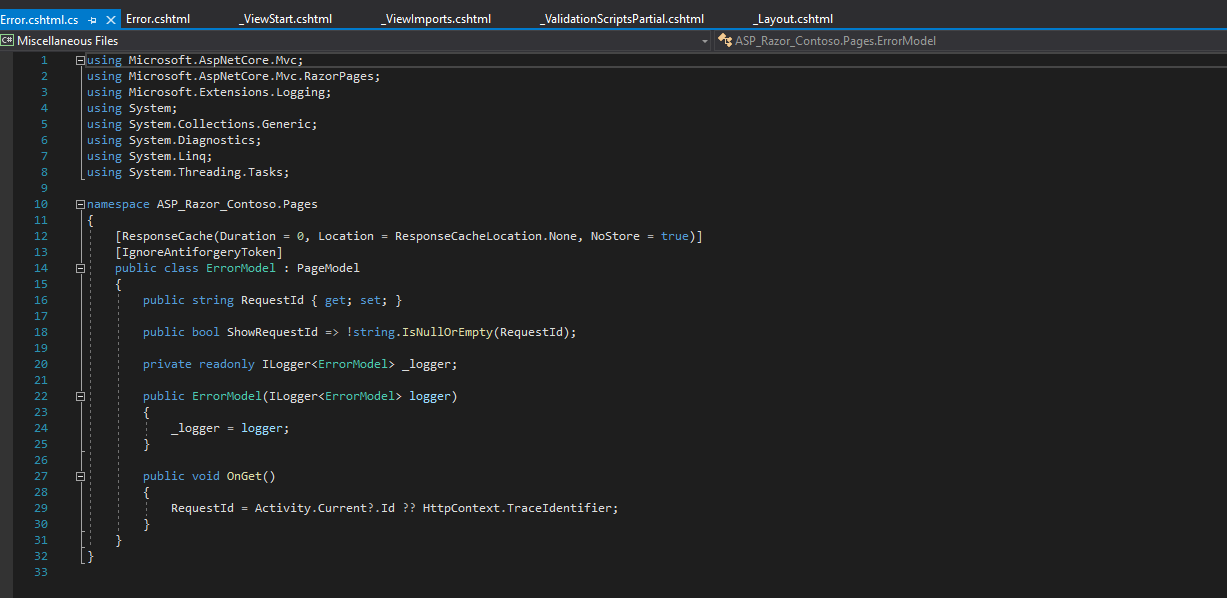 Error.cshtml.cs Error.cshtml _ViewStart.cshtml _ViewImports.cshtml _ValidationScriptsPartial.cshtml _Layout.cshtml
C# Miscellaneous Files ASP_Razor_Contoso.Pages.ErrorModel
1 using Microsoft.AspNetCore.Mvc;
2 using Microsoft.AspNetCore.Mvc.RazorPages;
3 using Microsoft.Extensions.Logging;
4 using System;
5 using System.Collections.Generic;
6 using System.Diagnostics;
7 using System.Linq;
8 using System.Threading.Tasks;
9
10 namespace ASP_Razor_Contoso.Pages
11 {
12 [ResponseCache(Duration = 0, Location = ResponseCacheLocation.None, NoStore = true)]
13 [IgnoreAntiforgeryToken]
14 public class ErrorModel : PageModel
15 {
16 public string RequestId { get; set; }
17
18 public bool ShowRequestId => !string.IsNullOrEmpty(RequestId);
19
20 private readonly ILogger<ErrorModel> _logger;
21
22 public ErrorModel(ILogger<ErrorModel> logger)
23 {
24 _logger = logger;
25 }
26
27 public void OnGet()
28 {
29 RequestId = Activity.Current?.Id ?? HttpContext.TraceIdentifier;
30 }
31 }
32 }
33